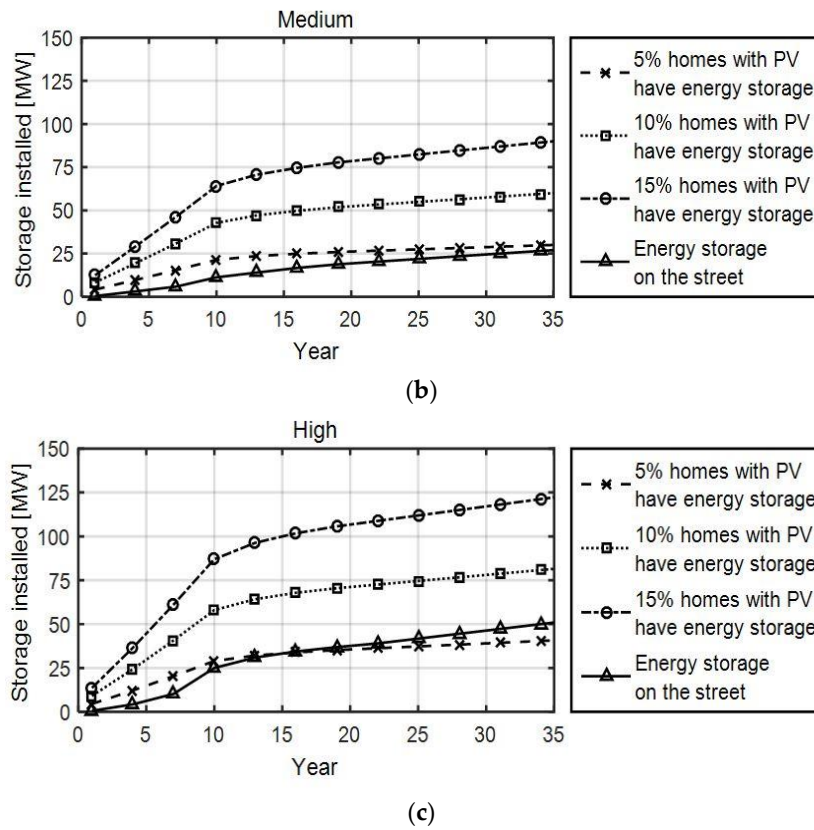 Medium
150
125
100
75
50
25
0
Storage installed [MW]
0 5 10 15 20 25 30 35
Year
5% homes with PV
have energy storage
10% homes with PV
have energy storage
15% homes with PV
have energy storage
Energy storage
on the street
(b)
High
150
125
100
75
50
25
0
Storage installed [MW]
0 5 10 15 20 25 30 35
Year
5% homes with PV
have energy storage
10% homes with PV
have energy storage
15% homes with PV
have energy storage
Energy storage
on the street
(c)